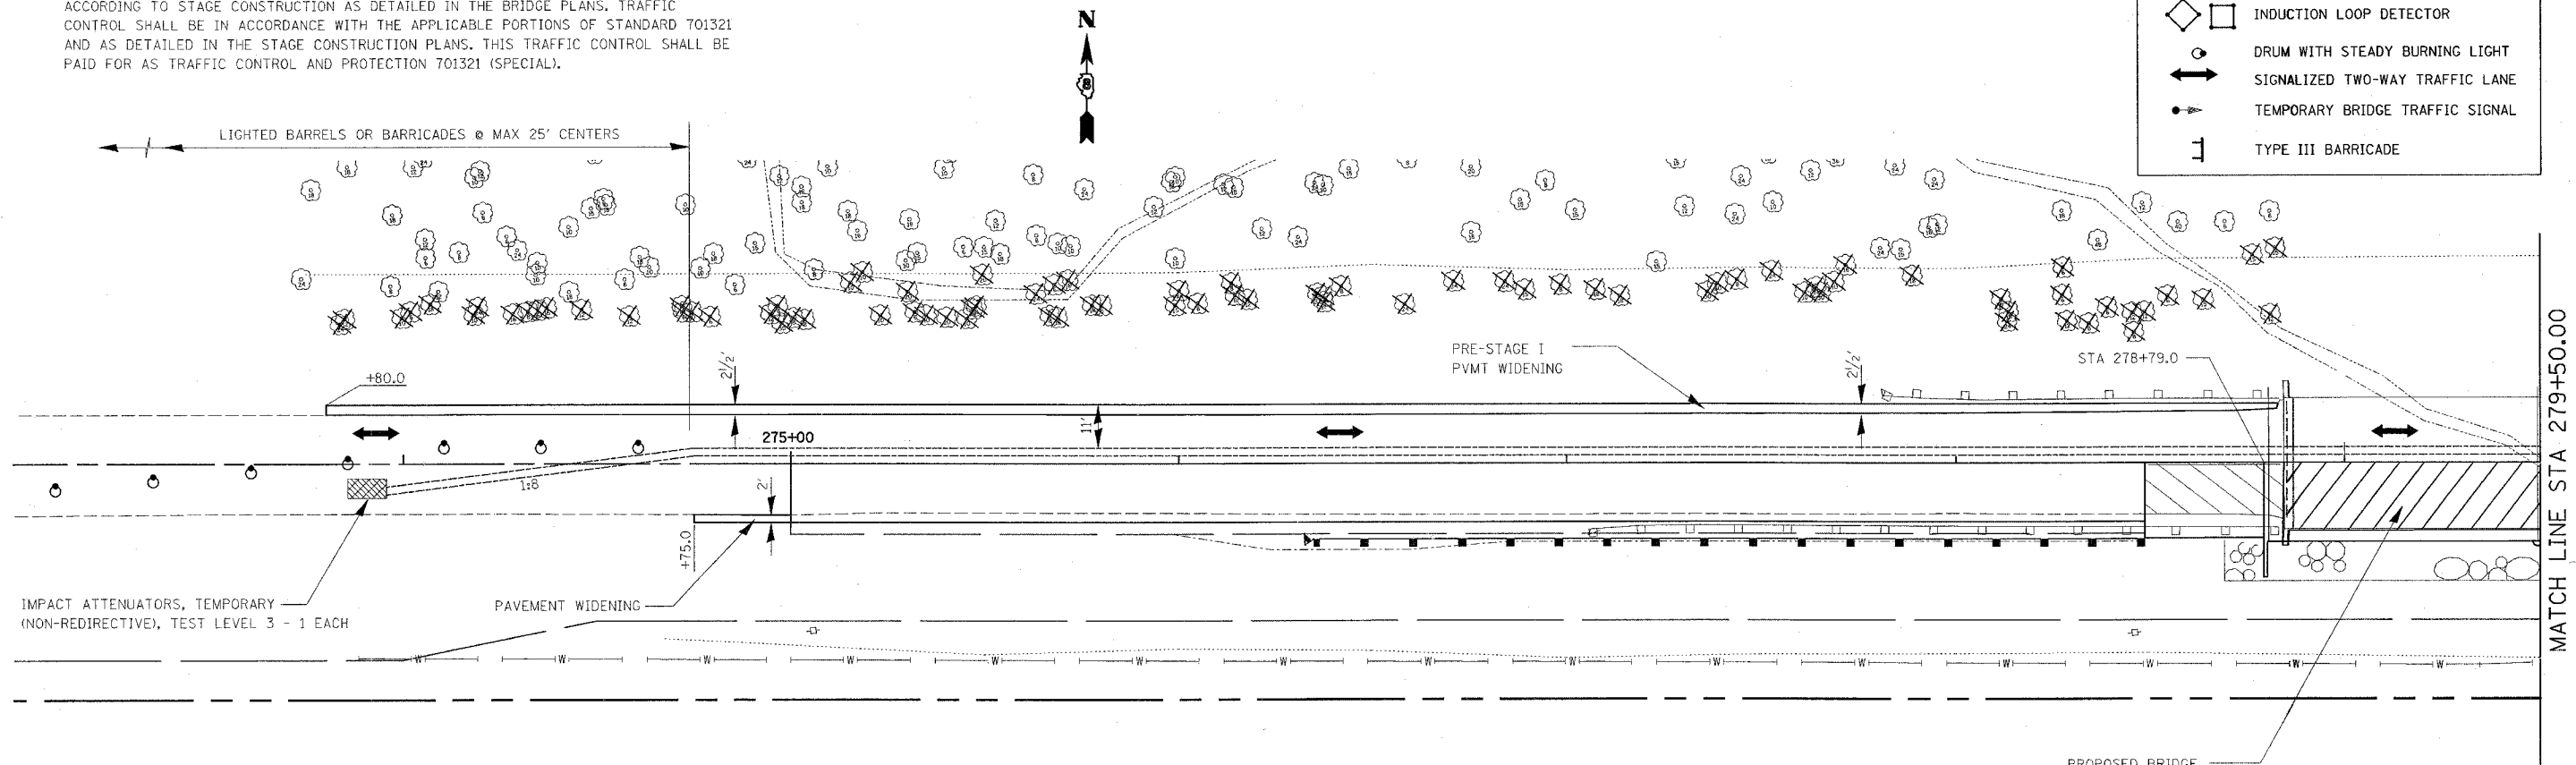 ACCORDING TO STAGE CONSTRUCTION AS DETAILED IN THE BRIDGE PLANS. TRAFFIC
CONTROL SHALL BE IN ACCORDANCE WITH THE APPLICABLE PORTIONS OF STANDARD 701321
AND AS DETAILED IN THE STAGE CONSTRUCTION PLANS. THIS TRAFFIC CONTROL SHALL BE
PAID FOR AS TRAFFIC CONTROL AND PROTECTION 701321 (SPECIAL).
N
INDUCTION LOOP DETECTOR
DRUM WITH STEADY BURNING LIGHT
SIGNALIZED TWO-WAY TRAFFIC LANE
TEMPORARY BRIDGE TRAFFIC SIGNAL
TYPE III BARRICADE
LIGHTED BARRELS OR BARRICADES @ MAX 25' CENTERS
+80.0
2½'
PRE-STAGE I
PVMT WIDENING
2½'
STA 278+79.0
11'
275+00
1:8
2'
+75.0
IMPACT ATTENUATORS, TEMPORARY
(NON-REDIRECTIVE), TEST LEVEL 3 - 1 EACH
PAVEMENT WIDENING
W W W W W W W W W W W W W W W
MATCH LINE STA 279+50.00
PROPOSED BRIDGE